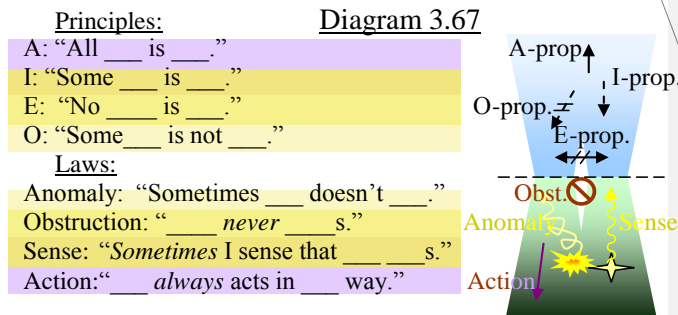 Principles:
Diagram 3.67
A: “All ___ is ___.”
I: “Some ___ is ___.”
E: “No ____ is ___.”
O: “Some___ is not ___.”
Laws:
Anomaly: “Sometimes ___ doesn’t ___.”
Obstruction: “____ never ____s.”
Sense: “Sometimes I sense that ___ ___s.”
Action:“___ always acts in ___ way.”
A-prop.
I-prop.
O-prop.
E-prop.
Obst.
Anomaly
Sense
Action